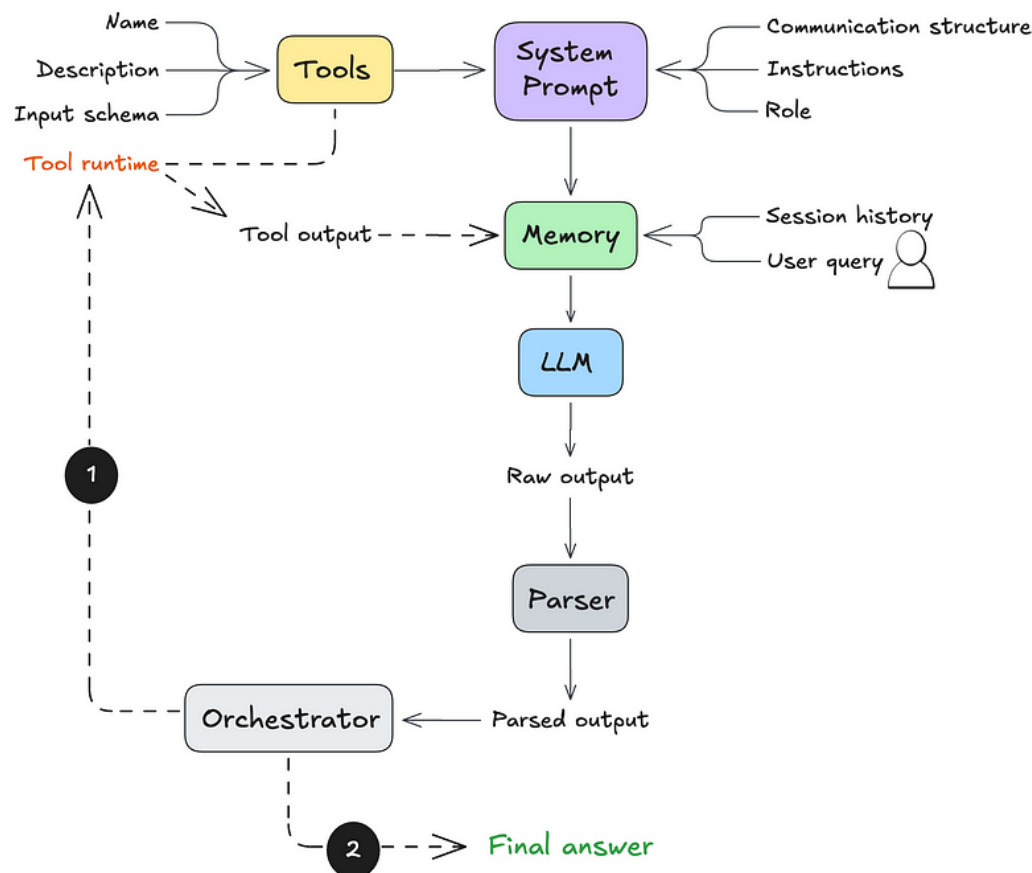 Name
Description
Input schema
Tools
System
Prompt
Communication structure
Instructions
Role
Tool runtime
Tool output
Memory
Session history
User query
LLM
1
Raw output
Parser
Orchestrator
Parsed output
2
Final answer